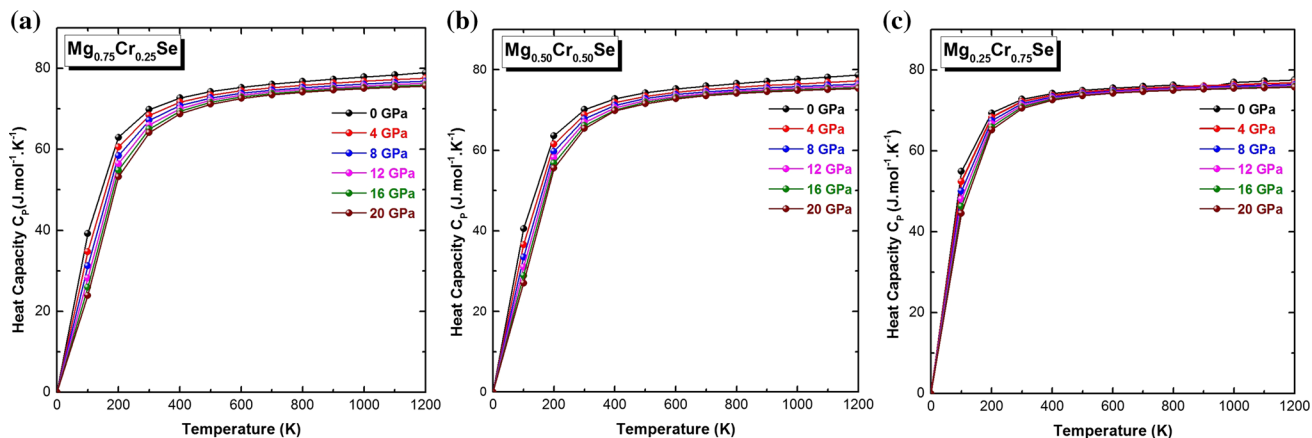 (a)
Mg0.75Cr0.25Se
Heat Capacity CP (J.mol-1.K-1)
80
60
40
20
0
0 GPa
4 GPa
8 GPa
12 GPa
16 GPa
20 GPa
0 200 400 600 800 1000 1200
Temperature (K)
(b)
Mg0.50Cr0.50Se
Heat Capacity CP (J.mol-1.K-1)
80
60
40
20
0
0 GPa
4 GPa
8 GPa
12 GPa
16 GPa
20 GPa
0 200 400 600 800 1000 1200
Temperature (K)
(c)
Mg0.25Cr0.75Se
Heat Capacity CP (J.mol-1.K-1)
80
60
40
20
0
0 GPa
4 GPa
8 GPa
12 GPa
16 GPa
20 GPa
0 200 400 600 800 1000 1200
Temperature (K)